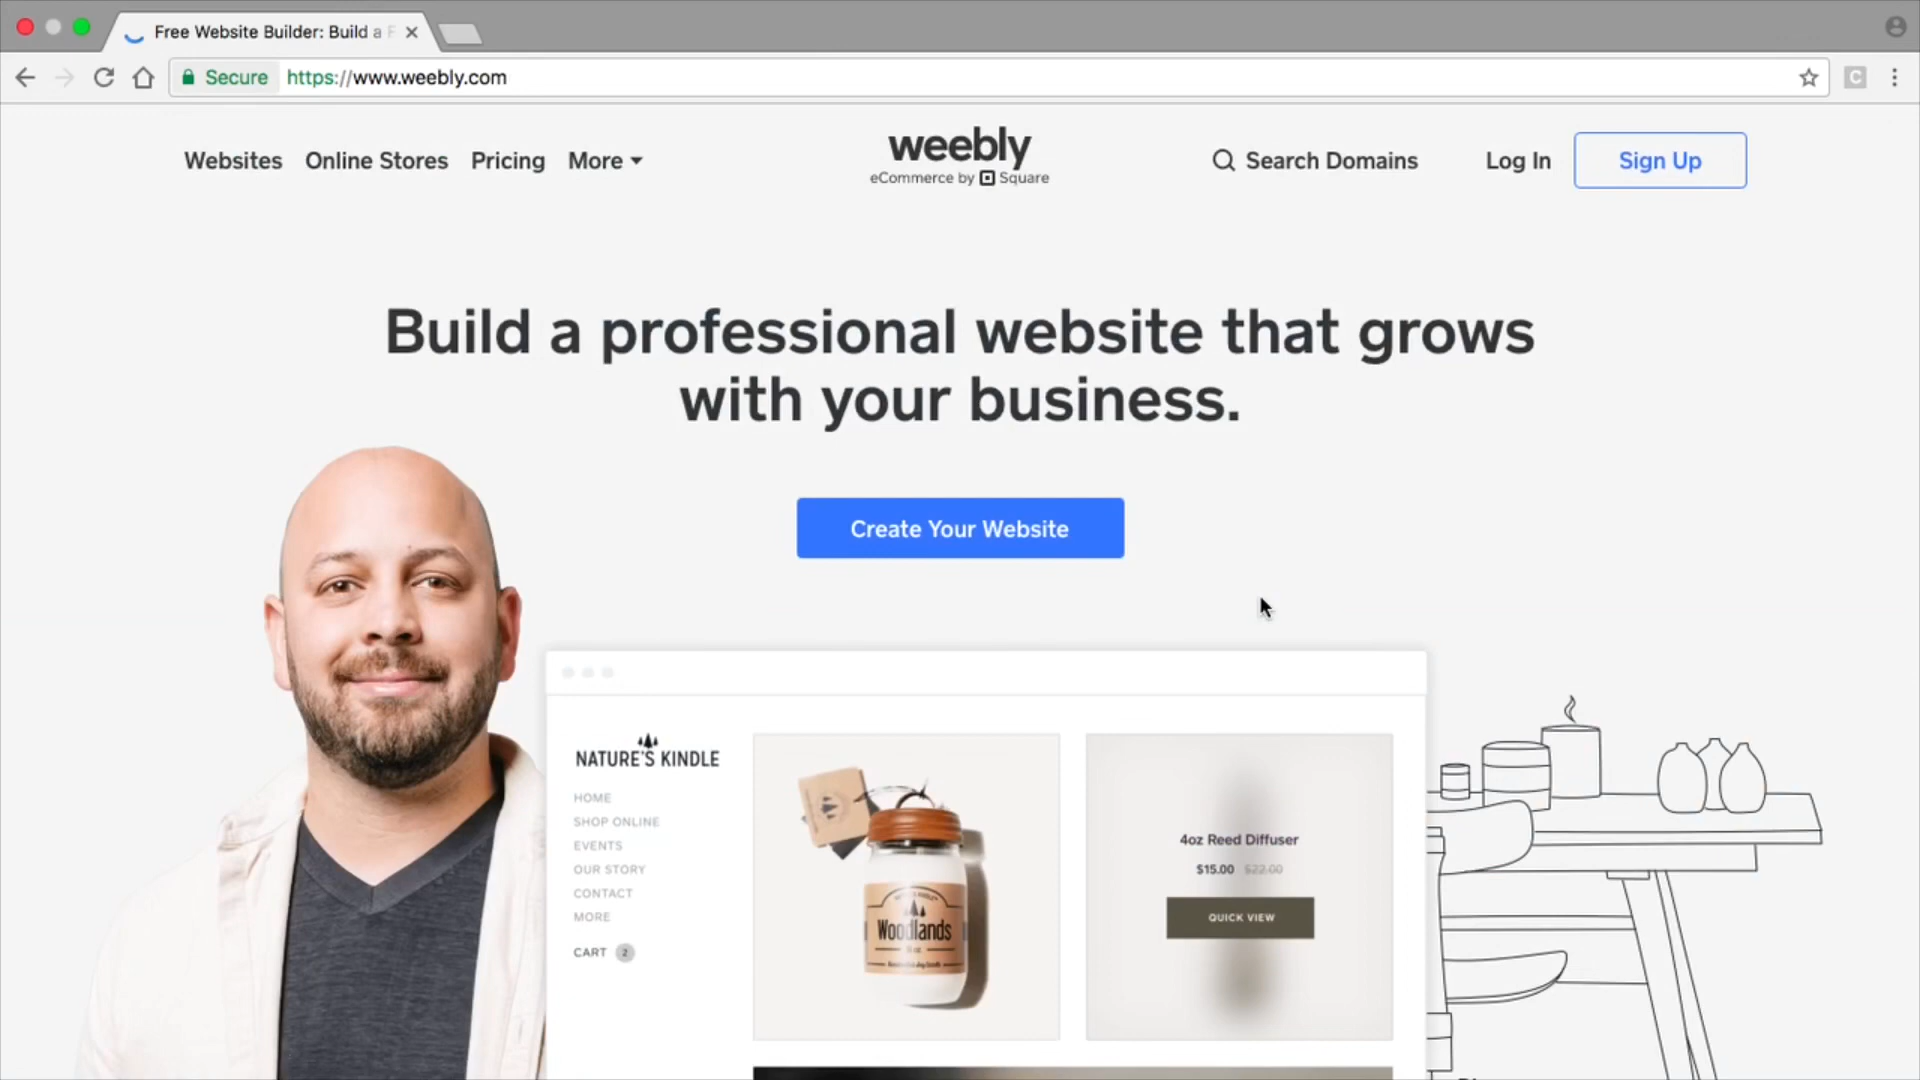 Free Website Builder: Build a F
Secure https://www.weebly.com
C
Websites Online Stores Pricing More
weebly
eCommerce by Square
Search Domains Log In Sign Up
Build a professional website that grows
with your business.
Create Your Website
NATURE'S KINDLE
HOME
SHOP ONLINE
EVENTS
OUR STORY
CONTACT
MORE
CART 2
Woodlands
4oz Reed Diffuser
$15.00 $22.00
QUICK VIEW